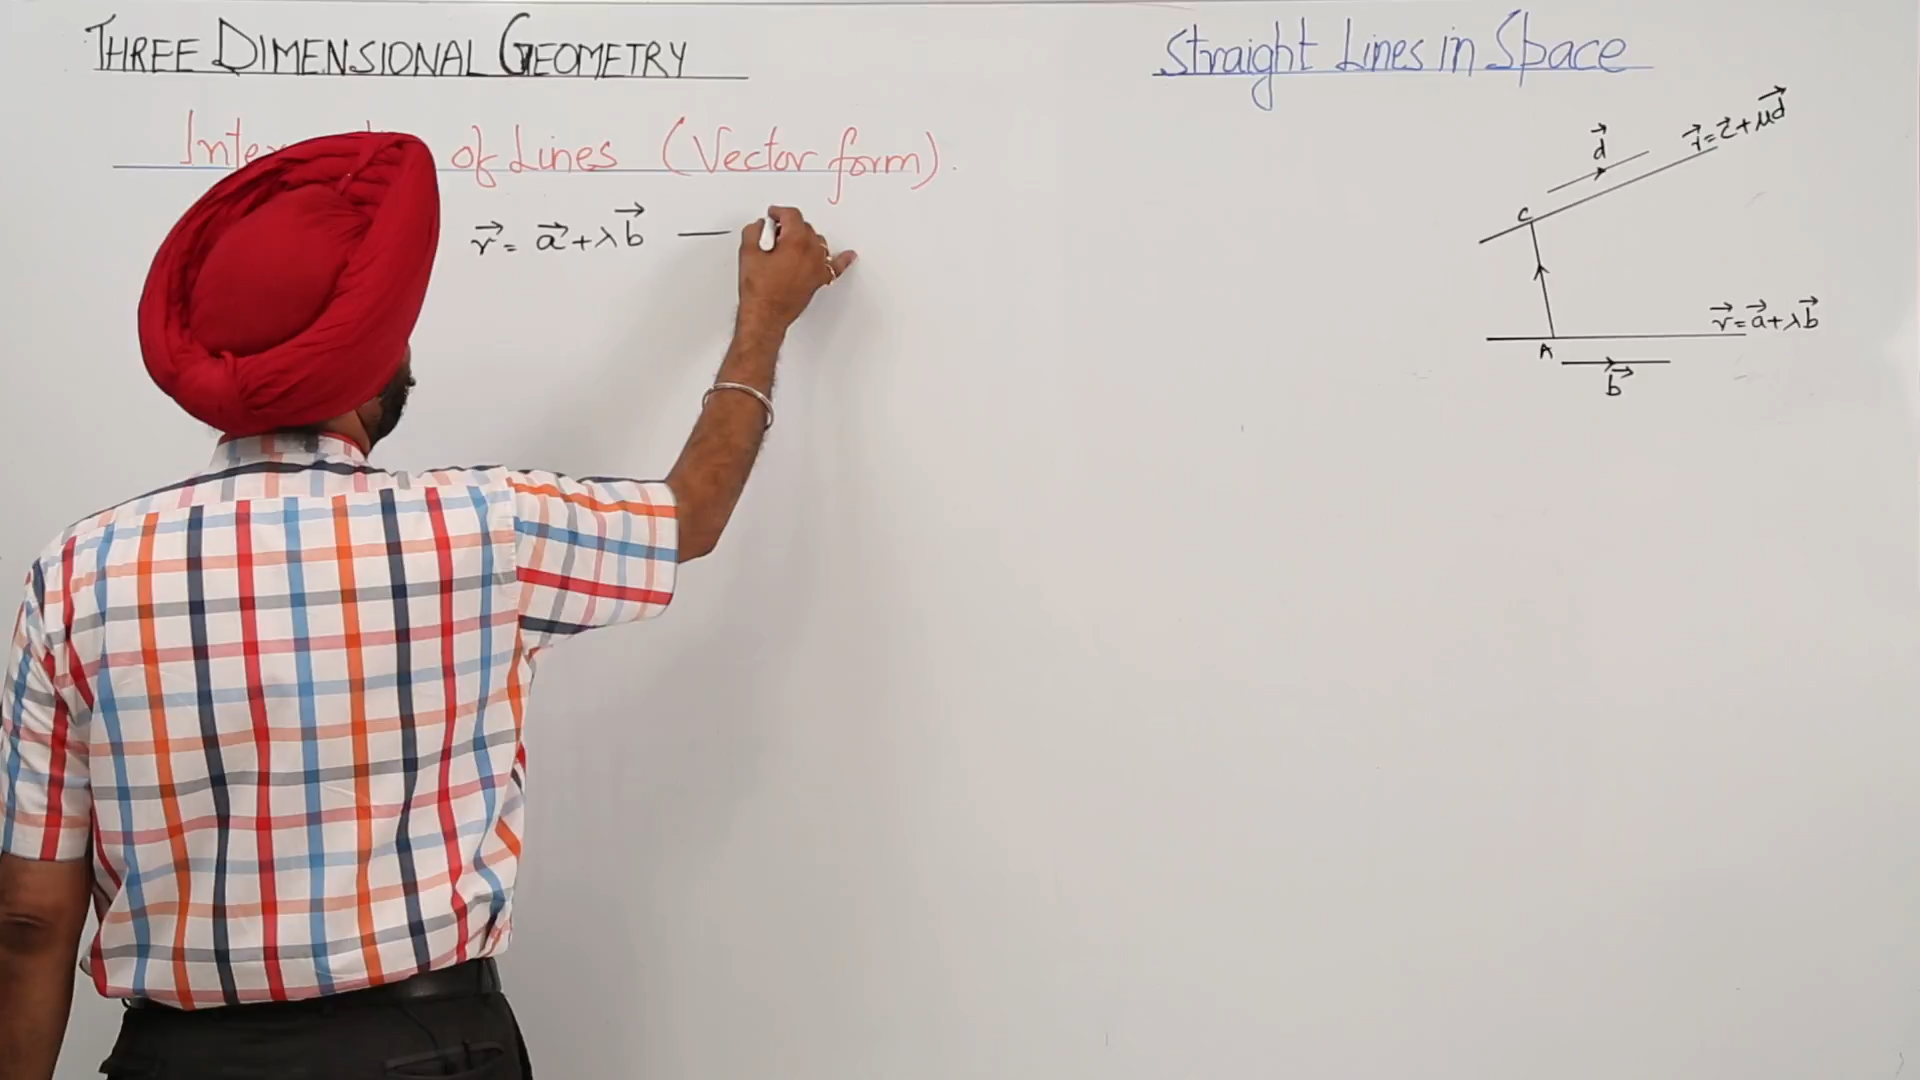 THREE DIMENSIONAL GEOMETRY
Straight Lines in Space
of Lines (Vector form).
r⃗ = a⃗ + λb⃗ —
d⃗
r⃗ = c⃗ + μd⃗
C
r⃗ = a⃗ + λb⃗
A
b⃗